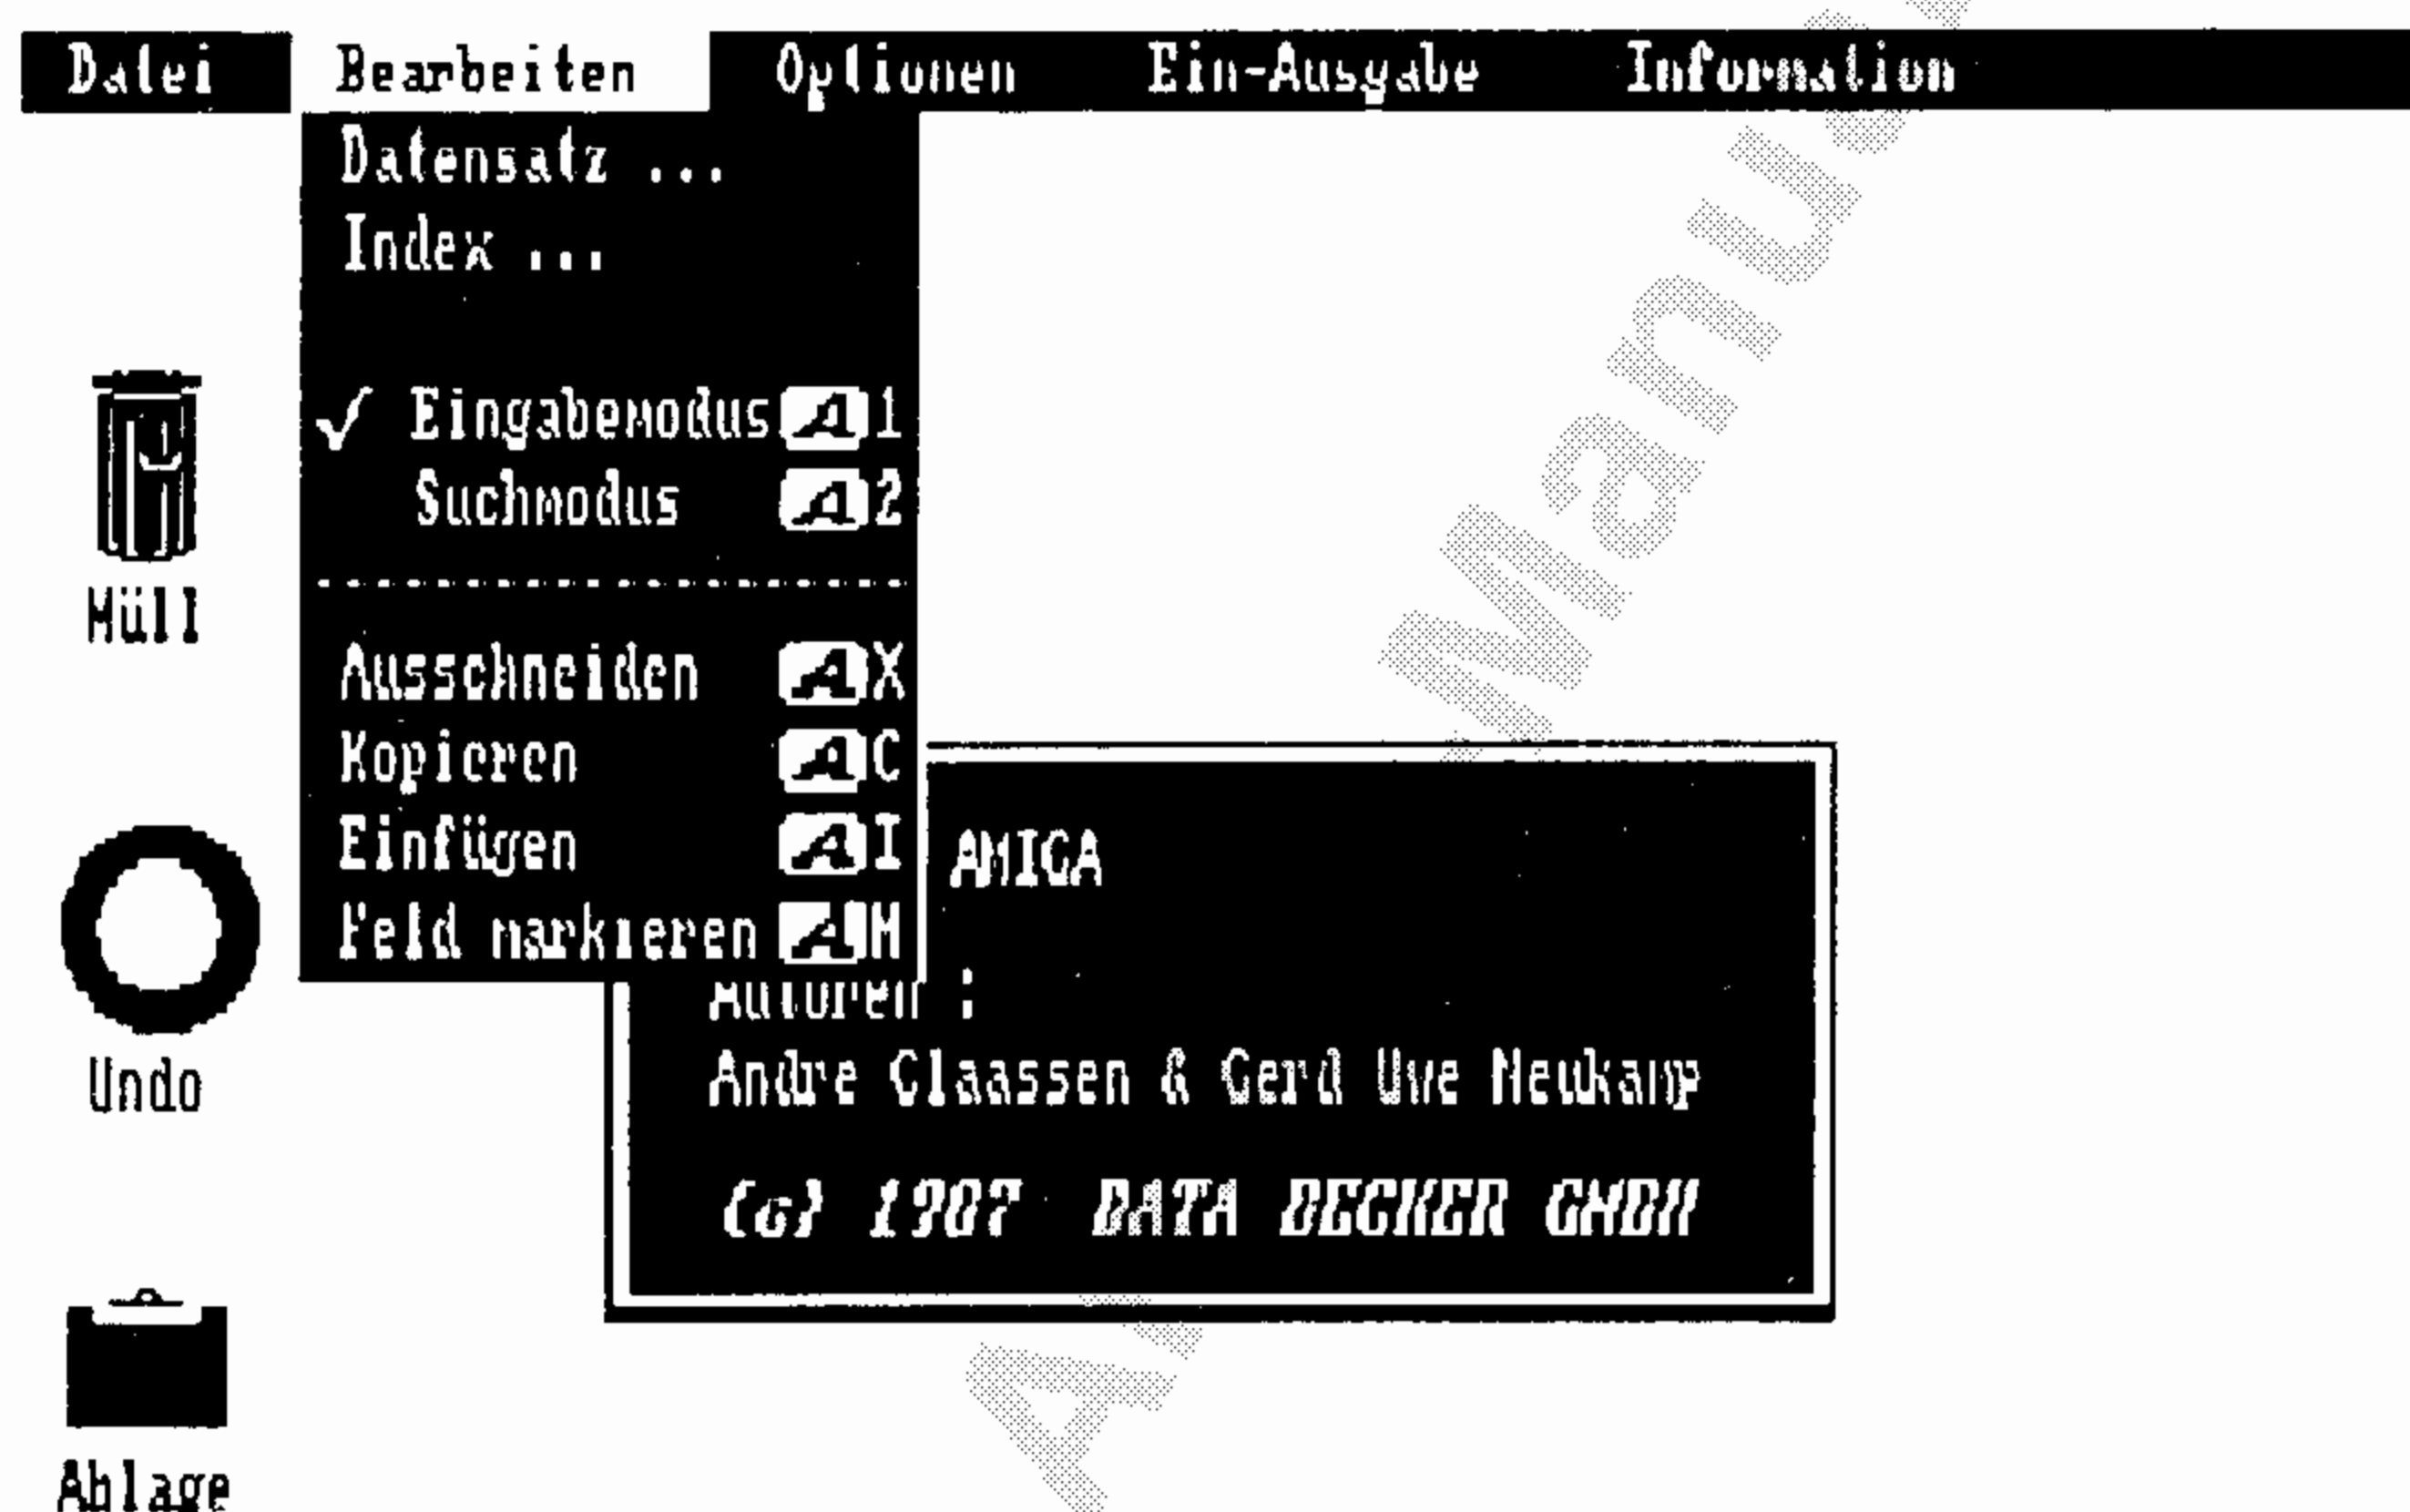 Datei Bearbeiten Optionen Ein-Ausgabe Information
Datensatz ...
Index ...
✓ Eingabemodus A 1
Suchmodus A 2
Ausschneiden A X
Kopieren A C
Einfügen A I
Feld markieren A M
AMIGA
Autoren :
Andre Claassen & Gerd Uwe Neukamp
(c) 1987 DATA BECKER GMBH
Müll
Undo
Ablage
Manu
A